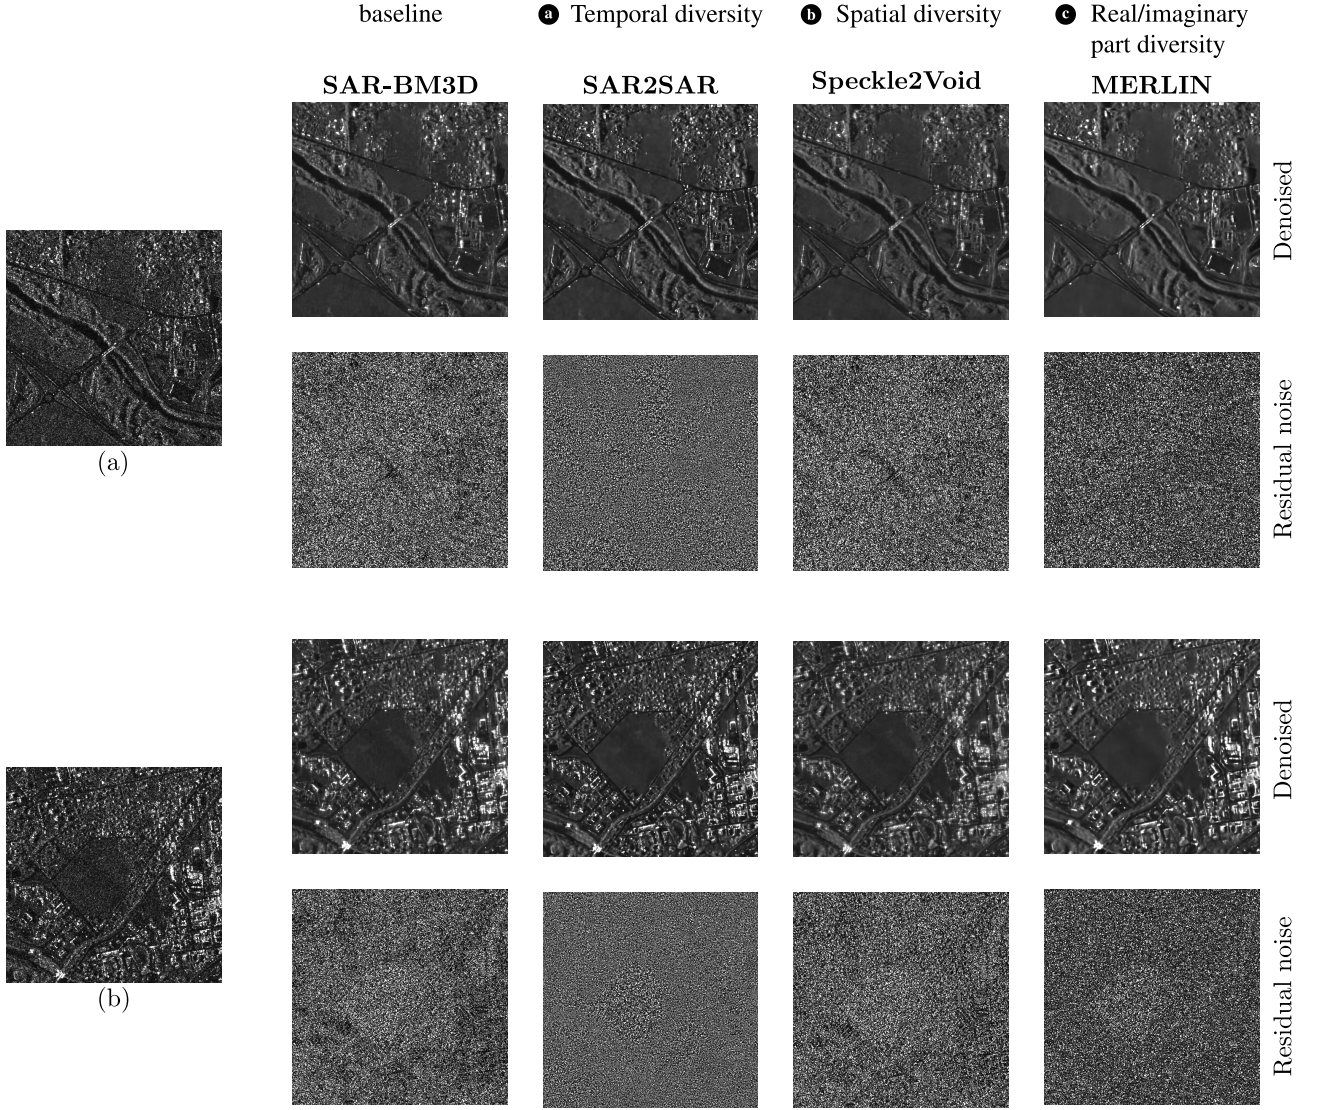 baseline
a Temporal diversity
b Spatial diversity
c Real/imaginary
part diversity
SAR-BM3D
SAR2SAR
Speckle2Void
MERLIN
Denoised
(a)
Residual noise
Denoised
(b)
Residual noise